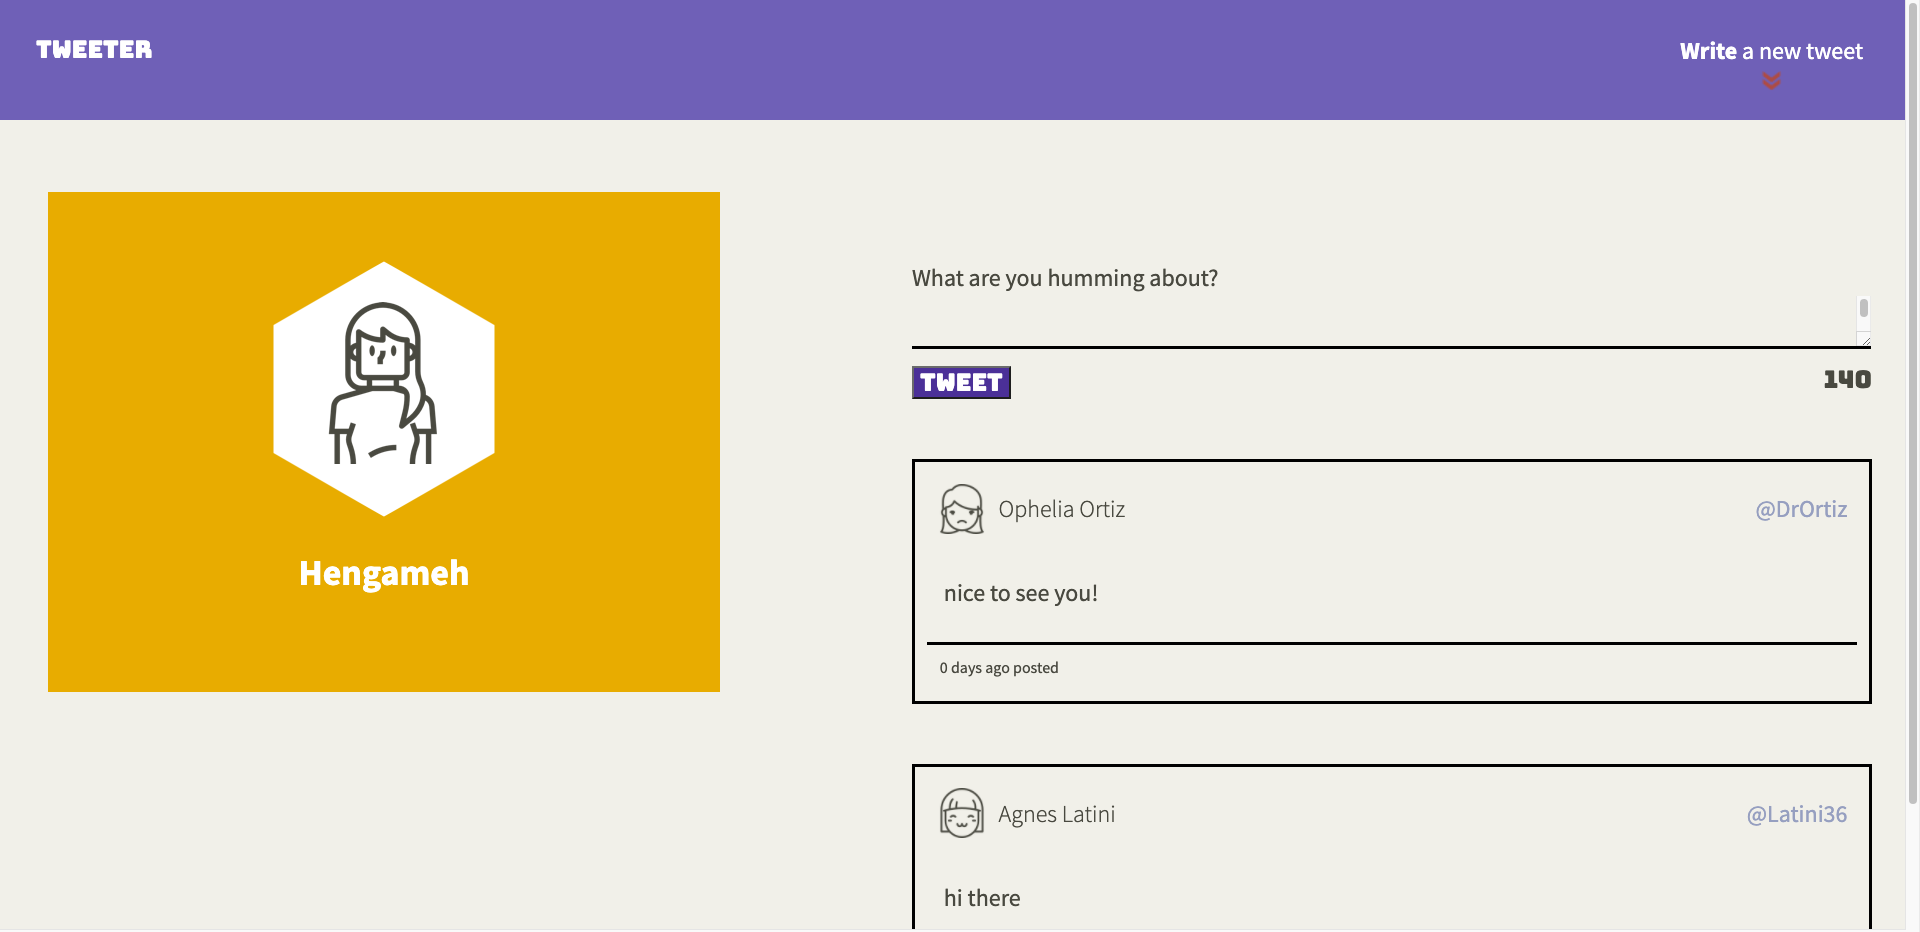 TWEETER
Write a new tweet
Hengameh
What are you humming about?
TWEET
140
Ophelia Ortiz
@DrOrtiz
nice to see you!
0 days ago posted
Agnes Latini
@Latini36
hi there